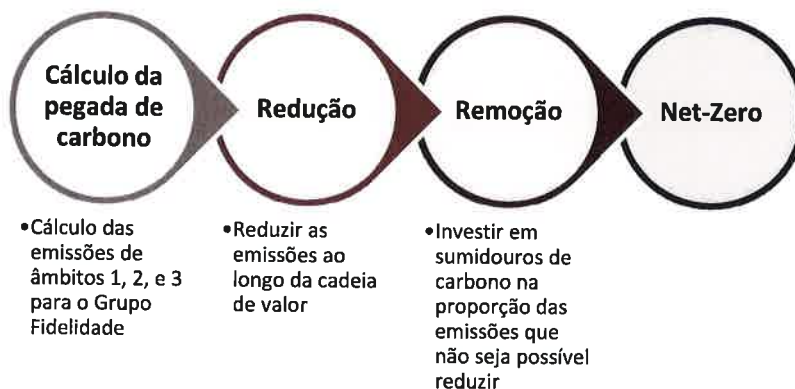 Cálculo da
pegada de
carbono
Redução
Remoção
Net-Zero
•Cálculo das
emissões de
âmbitos 1, 2, e 3
para o Grupo
Fidelidade
•Reduzir as
emissões ao
longo da cadeia
de valor
•Investir em
sumidouros de
carbono na
proporção das
emissões que
não seja possível
reduzir